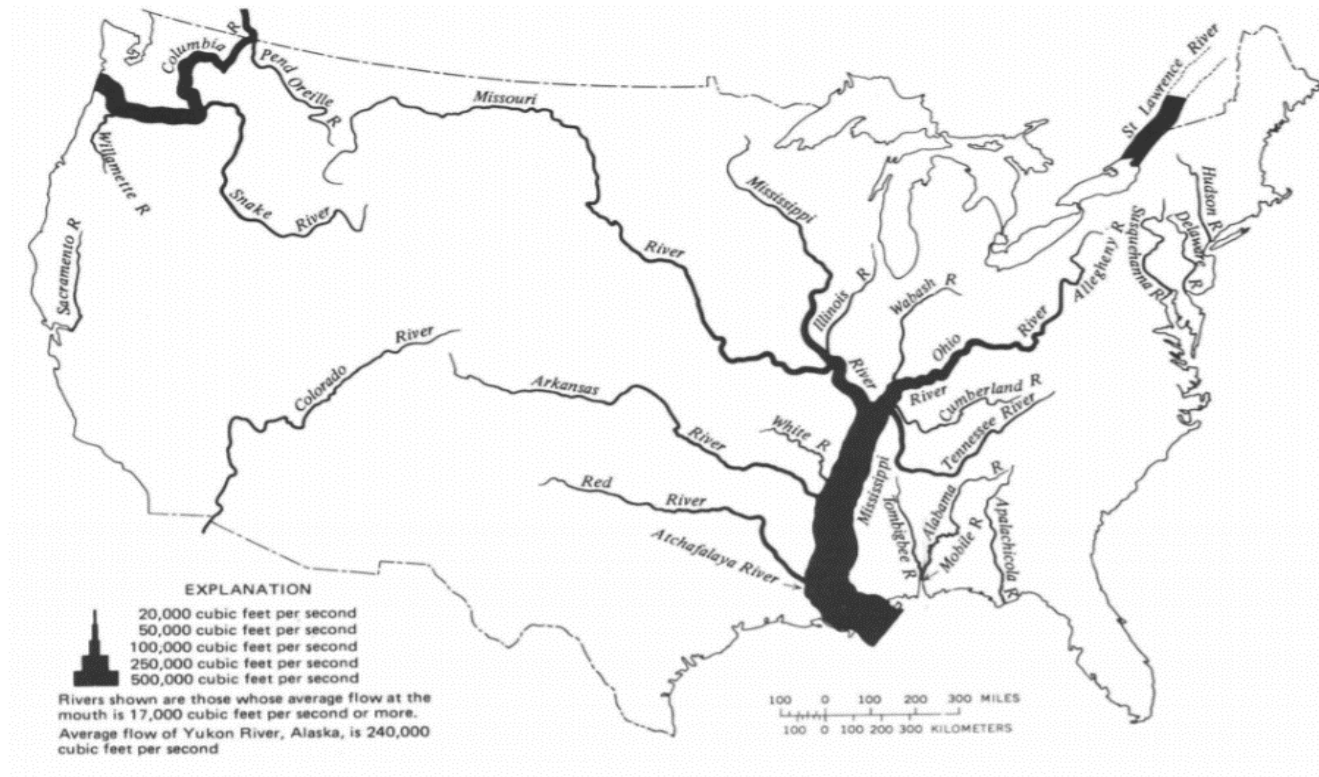 Columbia R
Pend Oreille R
Missouri
River
Willamette R
Snake
River
Sacramento R
Colorado
River
Arkansas
River
White R
Red
River
Atchafalaya River
Mississippi
River
Illinois R
Wabash R
Ohio
River
River
Allegheny R
Cumberland R
Tennessee River
Mississippi
Tombigbee R
Alabama R
Mobile R
Apalachicola R
St Lawrence River
Hudson R
Delaware R
Susquehanna R
EXPLANATION
20,000 cubic feet per second
50,000 cubic feet per second
100,000 cubic feet per second
250,000 cubic feet per second
500,000 cubic feet per second
Rivers shown are those whose average flow at the
mouth is 17,000 cubic feet per second or more.
Average flow of Yukon River, Alaska, is 240,000
cubic feet per second
100 0 100 200 300 MILES
100 0 100 200 300 KILOMETERS